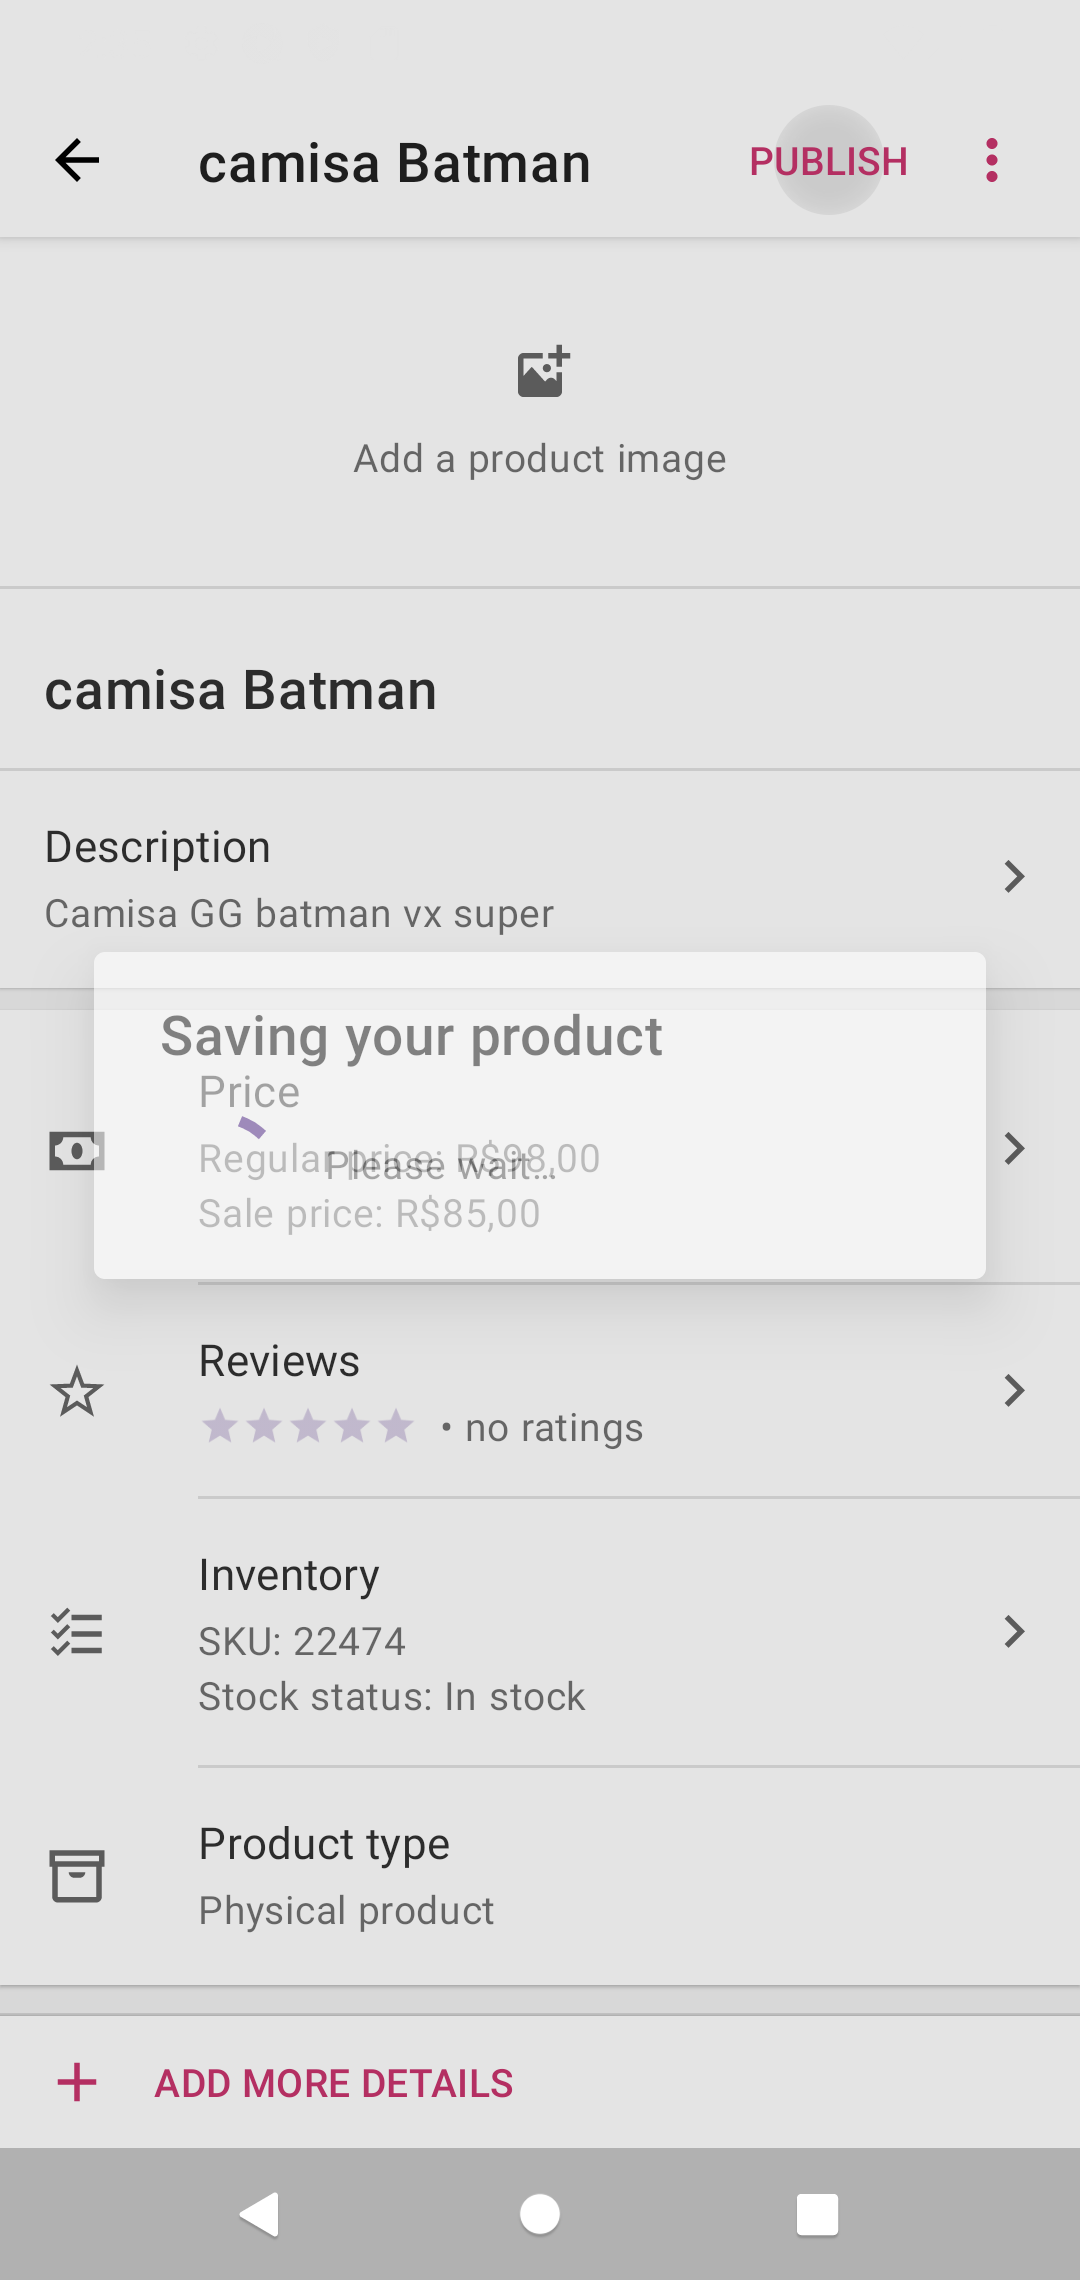 camisa Batman
PUBLISH
Add a product image
camisa Batman
Description
Camisa GG batman vx super
Saving your product
Price
Regular price: R$98,00
Please wait...
Sale price: R$85,00
Reviews
• no ratings
Inventory
SKU: 22474
Stock status: In stock
Product type
Physical product
ADD MORE DETAILS